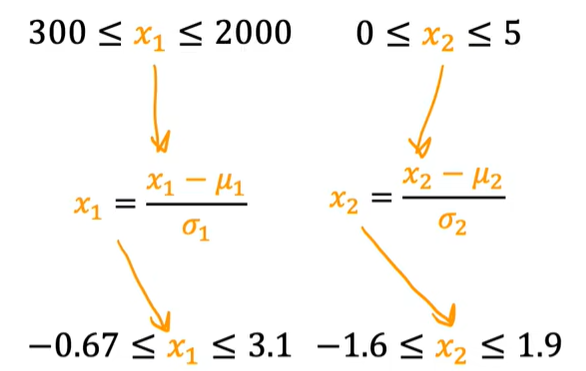 300 ≤ x₁ ≤ 2000
0 ≤ x₂ ≤ 5
x₁ = (x₁ − μ₁) / σ₁
x₂ = (x₂ − μ₂) / σ₂
−0.67 ≤ x₁ ≤ 3.1
−1.6 ≤ x₂ ≤ 1.9